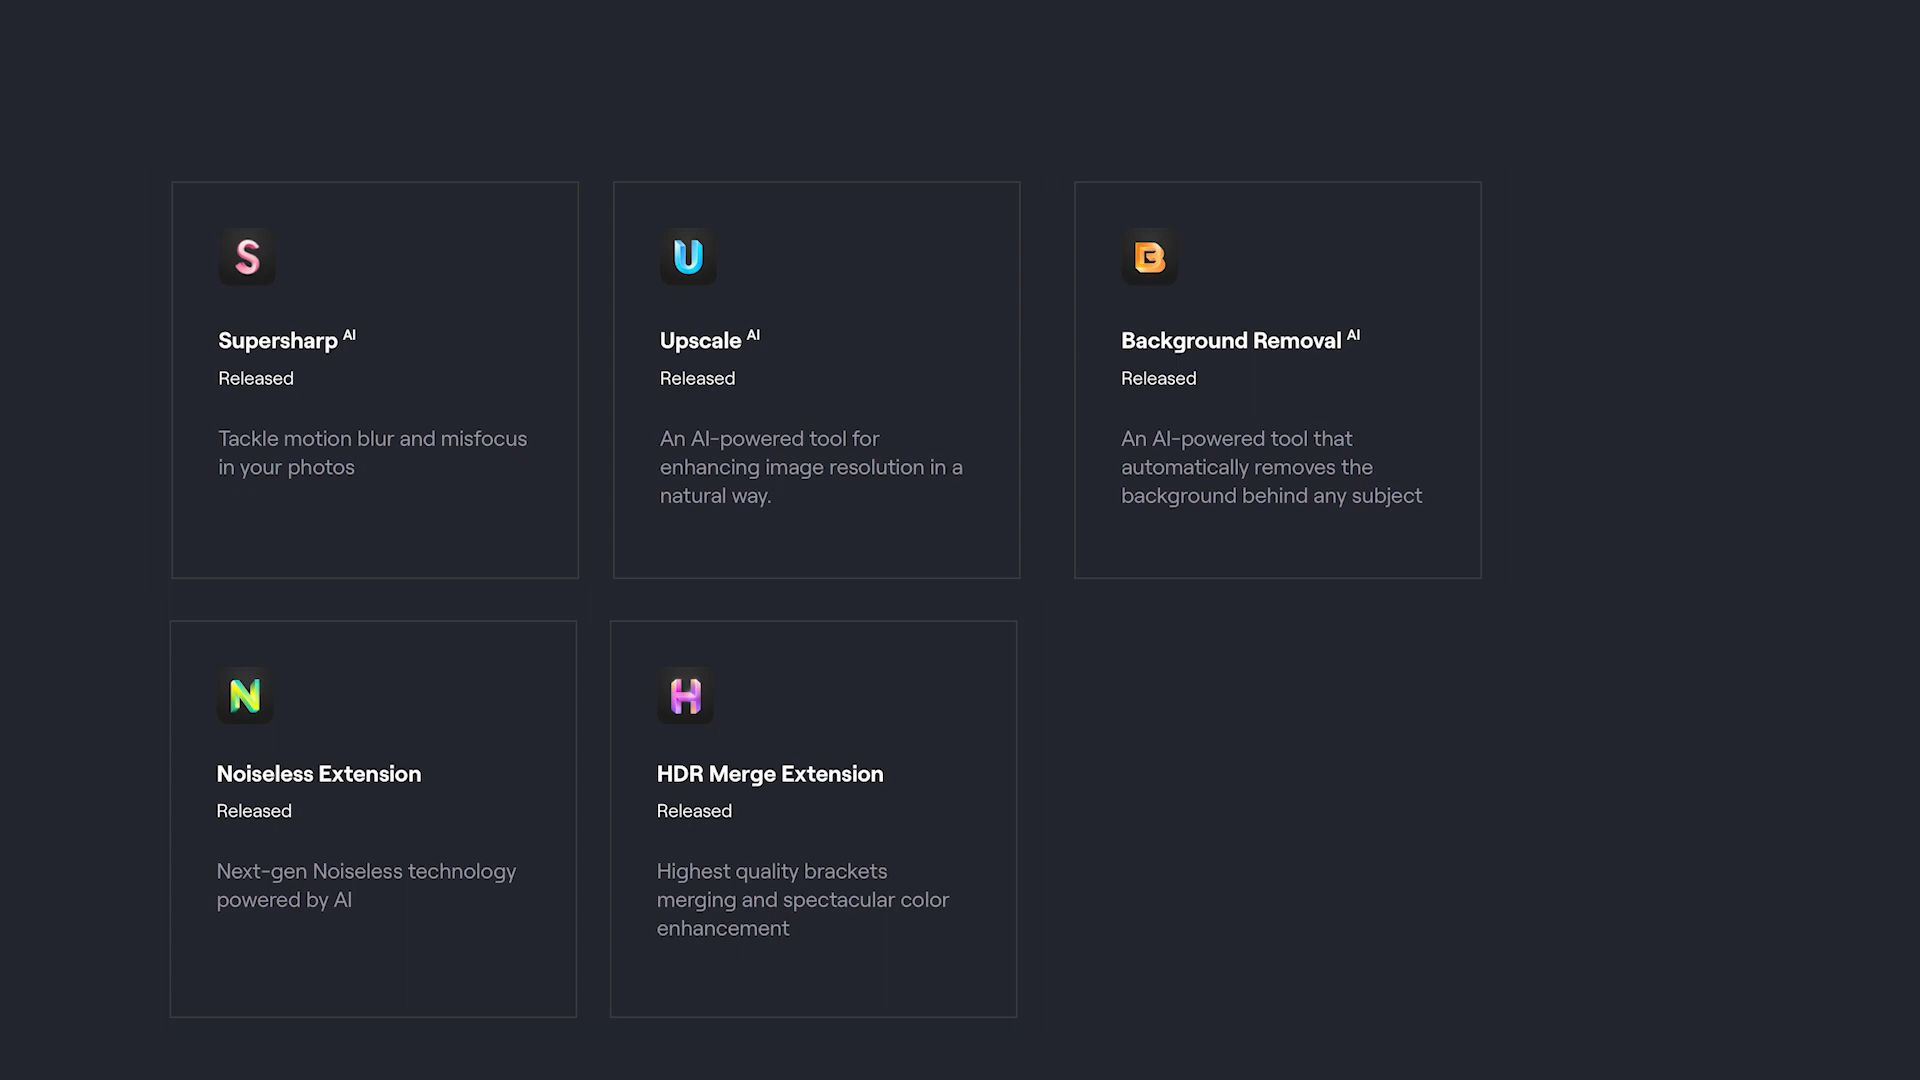 S
Supersharp AI
Released
Tackle motion blur and misfocus
in your photos
U
Upscale AI
Released
An AI-powered tool for
enhancing image resolution in a
natural way.
B
Background Removal AI
Released
An AI-powered tool that
automatically removes the
background behind any subject
N
Noiseless Extension
Released
Next-gen Noiseless technology
powered by AI
H
HDR Merge Extension
Released
Highest quality brackets
merging and spectacular color
enhancement